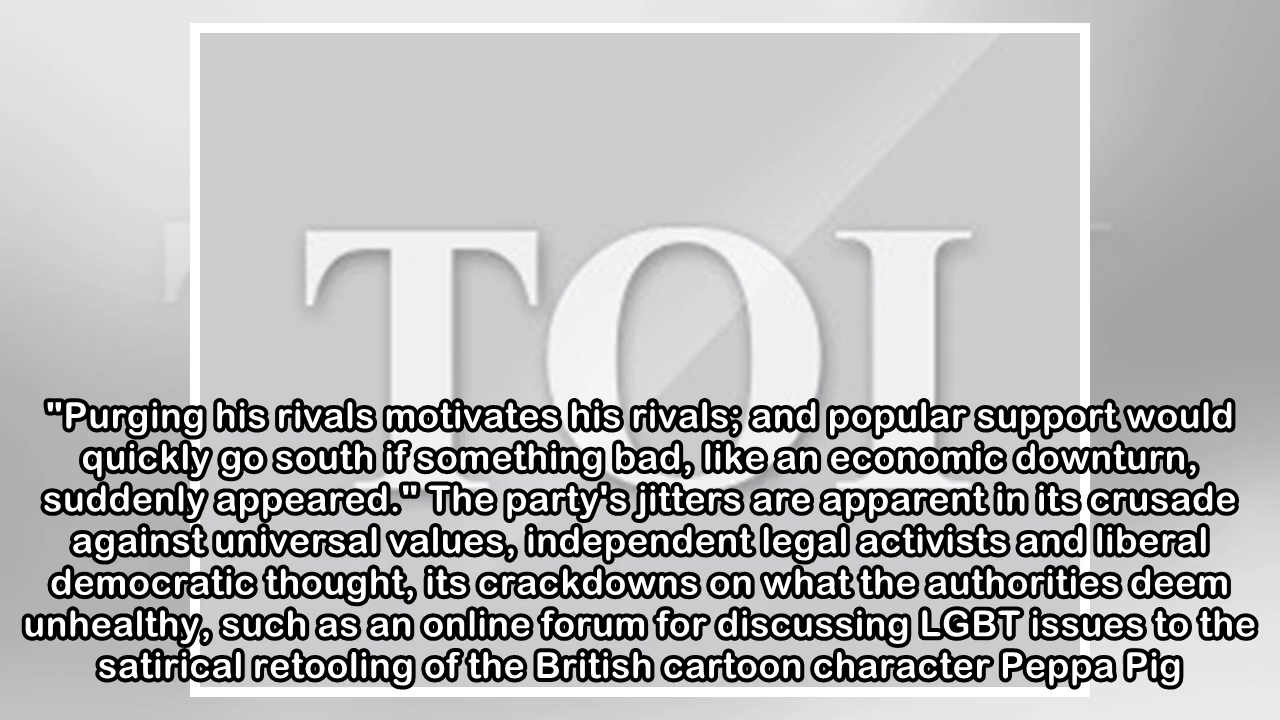 TOI
"Purging his rivals motivates his rivals; and popular support would
quickly go south if something bad, like an economic downturn,
suddenly appeared." The party's jitters are apparent in its crusade
against universal values, independent legal activists and liberal
democratic thought, its crackdowns on what the authorities deem
unhealthy, such as an online forum for discussing LGBT issues to the
satirical retooling of the British cartoon character Peppa Pig